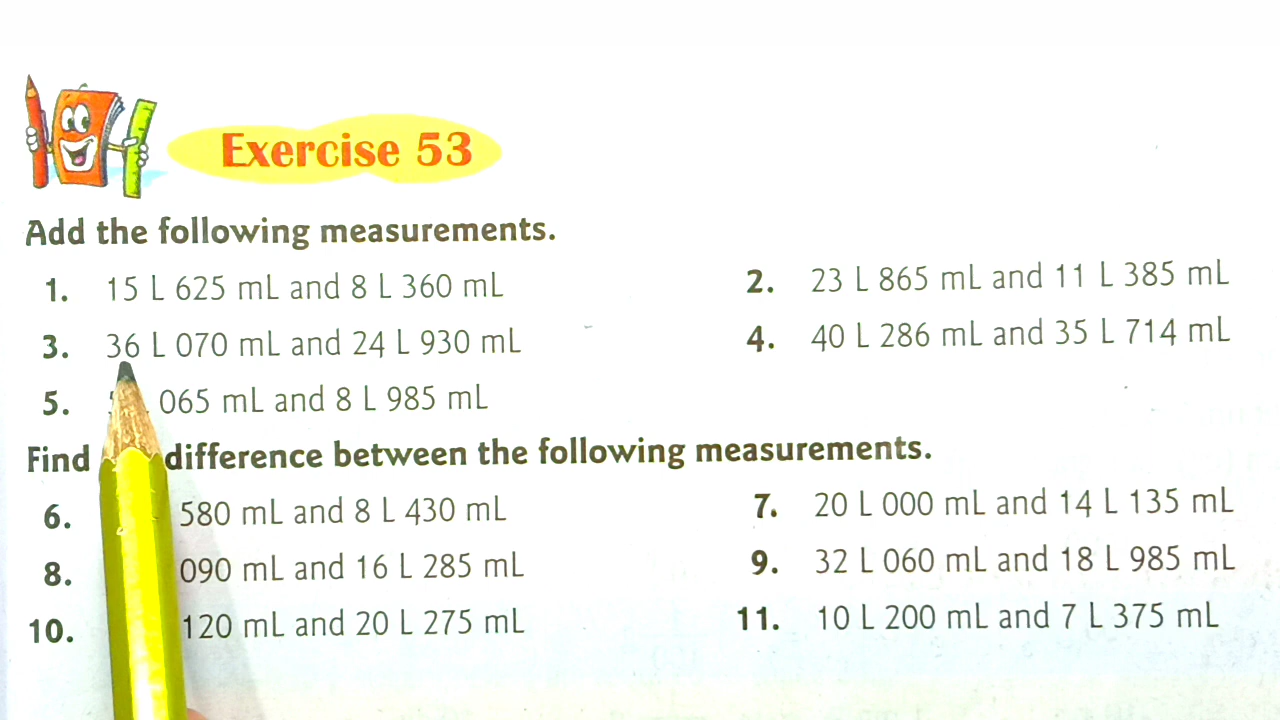 Exercise 53
Add the following measurements.
1. 15 L 625 mL and 8 L 360 mL
2. 23 L 865 mL and 11 L 385 mL
3. 36 L 070 mL and 24 L 930 mL
4. 40 L 286 mL and 35 L 714 mL
5. 065 mL and 8 L 985 mL
Find difference between the following measurements.
6. 580 mL and 8 L 430 mL
7. 20 L 000 mL and 14 L 135 mL
8. 090 mL and 16 L 285 mL
9. 32 L 060 mL and 18 L 985 mL
10. 120 mL and 20 L 275 mL
11. 10 L 200 mL and 7 L 375 mL